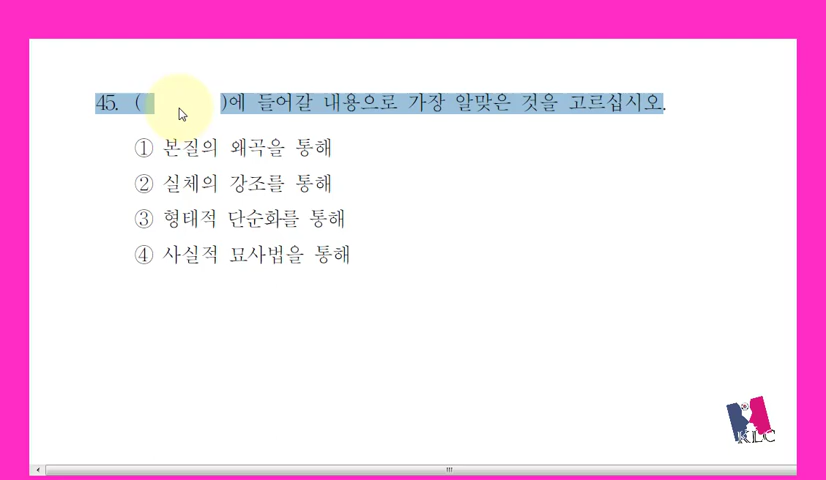 45. (          )에 들어갈 내용으로 가장 알맞은 것을 고르십시오.
① 본질의 왜곡을 통해
② 실체의 강조를 통해
③ 형태적 단순화를 통해
④ 사실적 묘사법을 통해
KLC